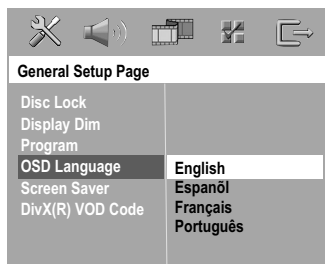 General Setup Page
Disc Lock
Display Dim
Program
OSD Language
Screen Saver
DivX(R) VOD Code
English
Espanõl
Français
Português